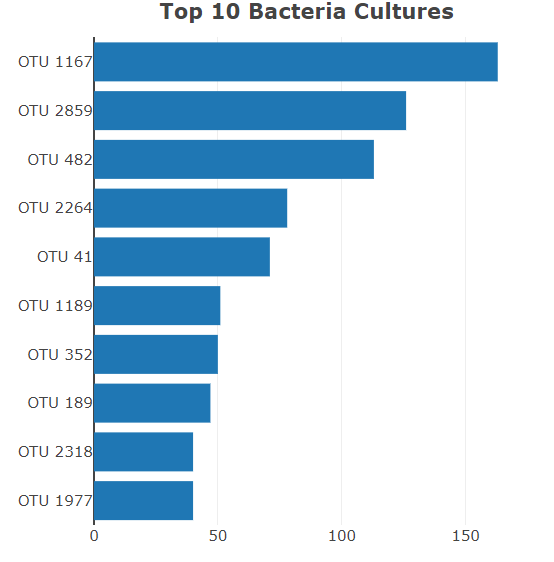 Top 10 Bacteria Cultures
OTU 1167
OTU 2859
OTU 482
OTU 2264
OTU 41
OTU 1189
OTU 352
OTU 189
OTU 2318
OTU 1977
0 50 100 150